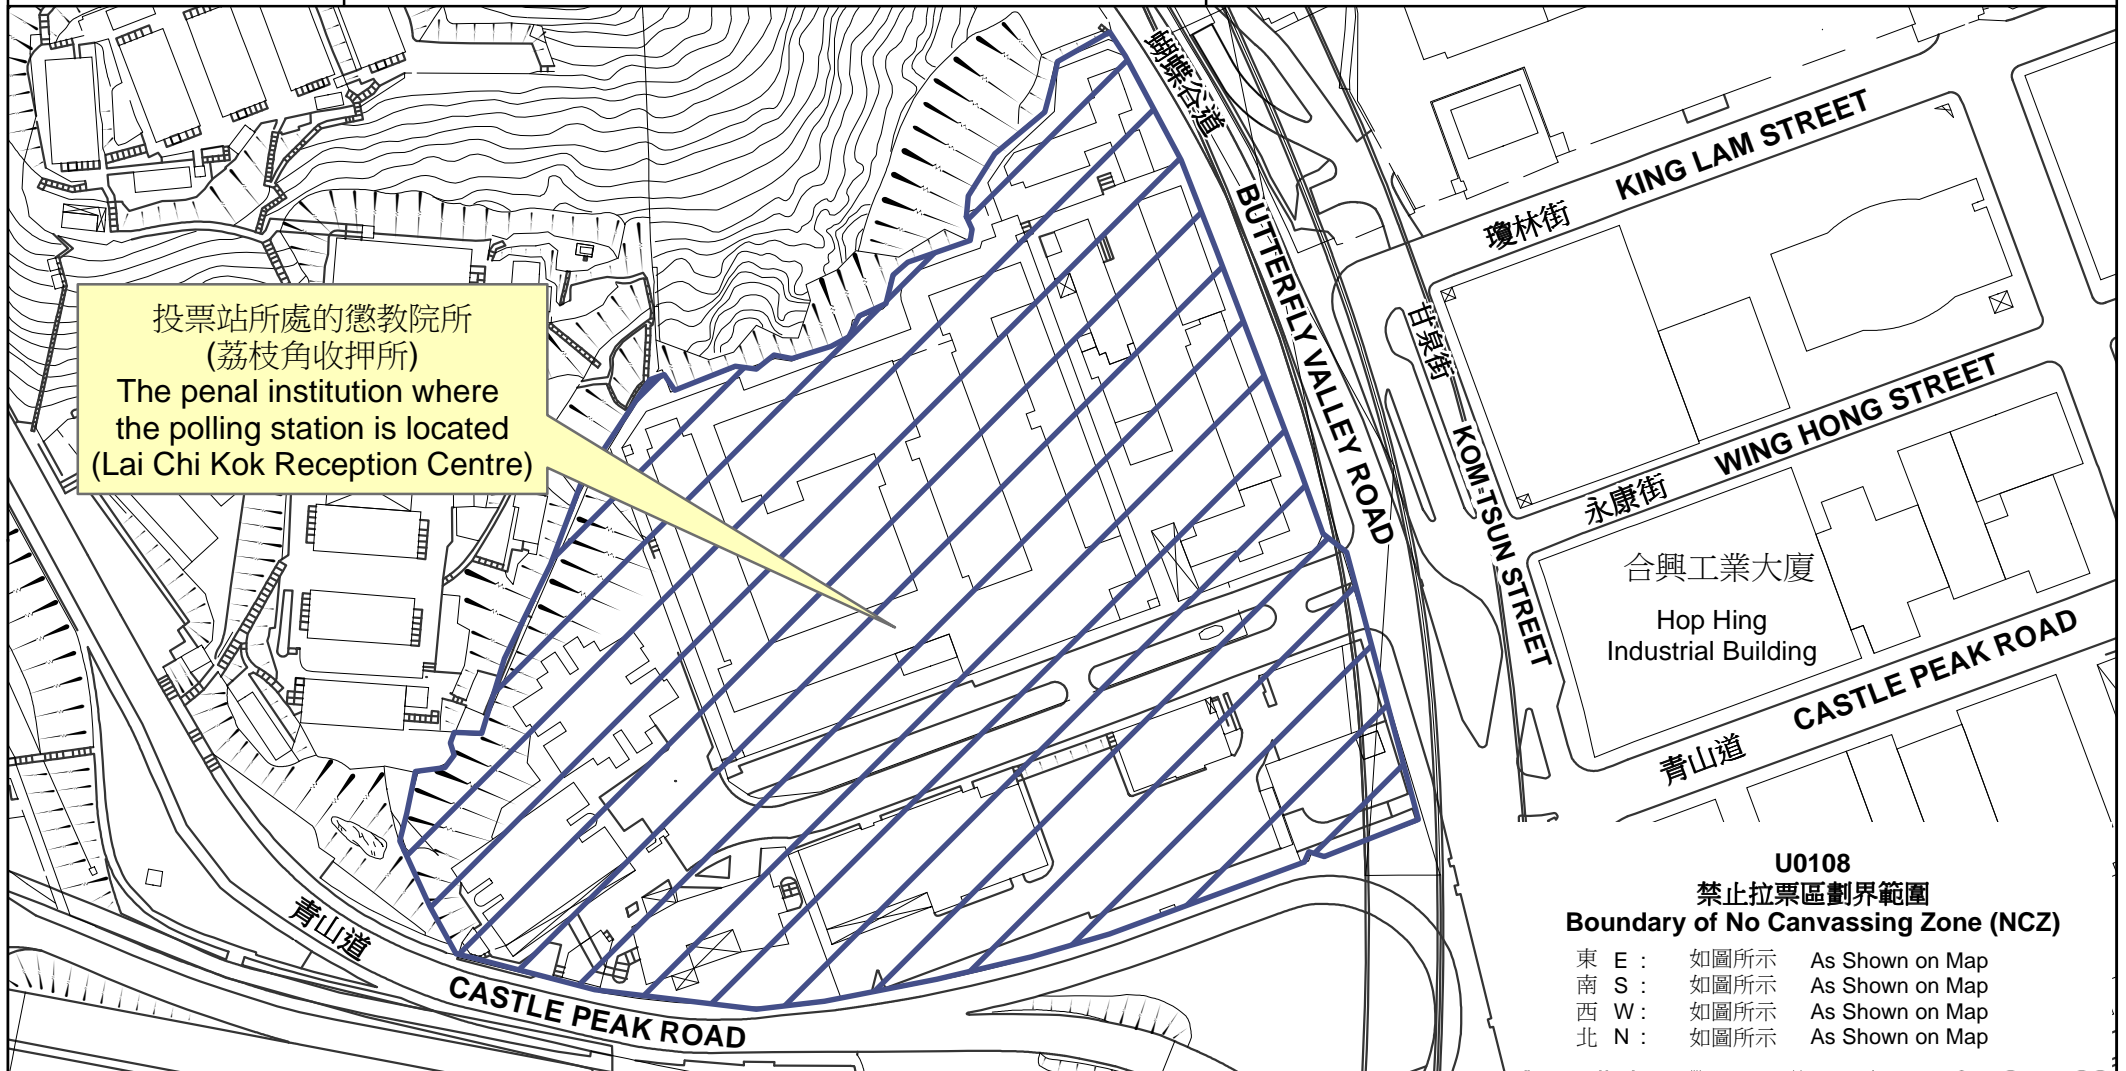 蝴蝶谷道
BUTTERFLY VALLEY ROAD
瓊林街 KING LAM STREET
甘泉街
KOM TSUN STREET
永康街 WING HONG STREET
投票站所處的懲教院所
(荔枝角收押所)
The penal institution where
the polling station is located
(Lai Chi Kok Reception Centre)
合興工業大廈
Hop Hing
Industrial Building
青山道 CASTLE PEAK ROAD
青山道
CASTLE PEAK ROAD
U0108
禁止拉票區劃界範圍
Boundary of No Canvassing Zone (NCZ)
東 E : 如圖所示 As Shown on Map
南 S : 如圖所示 As Shown on Map
西 W : 如圖所示 As Shown on Map
北 N : 如圖所示 As Shown on Map